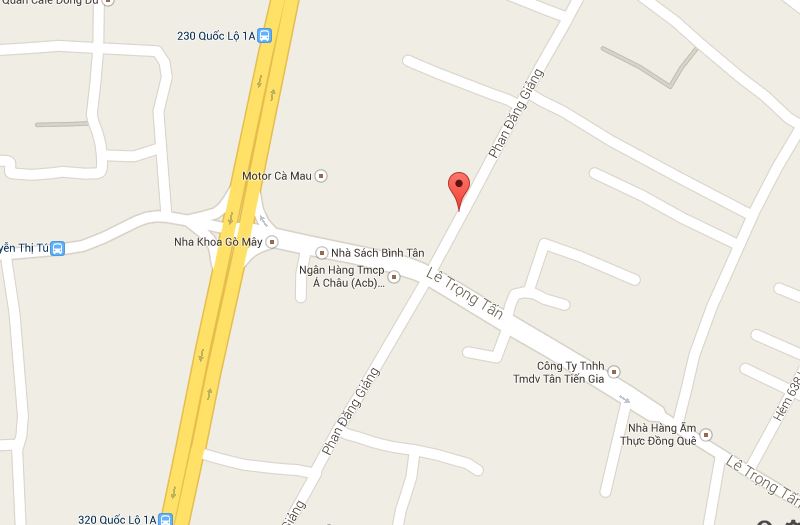 Quán Cafe Đông Du
230 Quốc Lộ 1A
Phan Đăng Giảng
Motor Cà Mau
Nha Khoa Gò Mây
yễn Thị Tú
Nhà Sách Bình Tân
Ngân Hàng Tmcp
Á Châu (Acb)...
Lê Trọng Tấn
Công Ty Tnhh
Tmdv Tân Tiến Gia
Phan Đăng Giảng
Hẻm 638
Nhà Hàng Ẩm
Thực Đồng Quê
Lê Trọng Tấn
Giảng
320 Quốc Lộ 1A